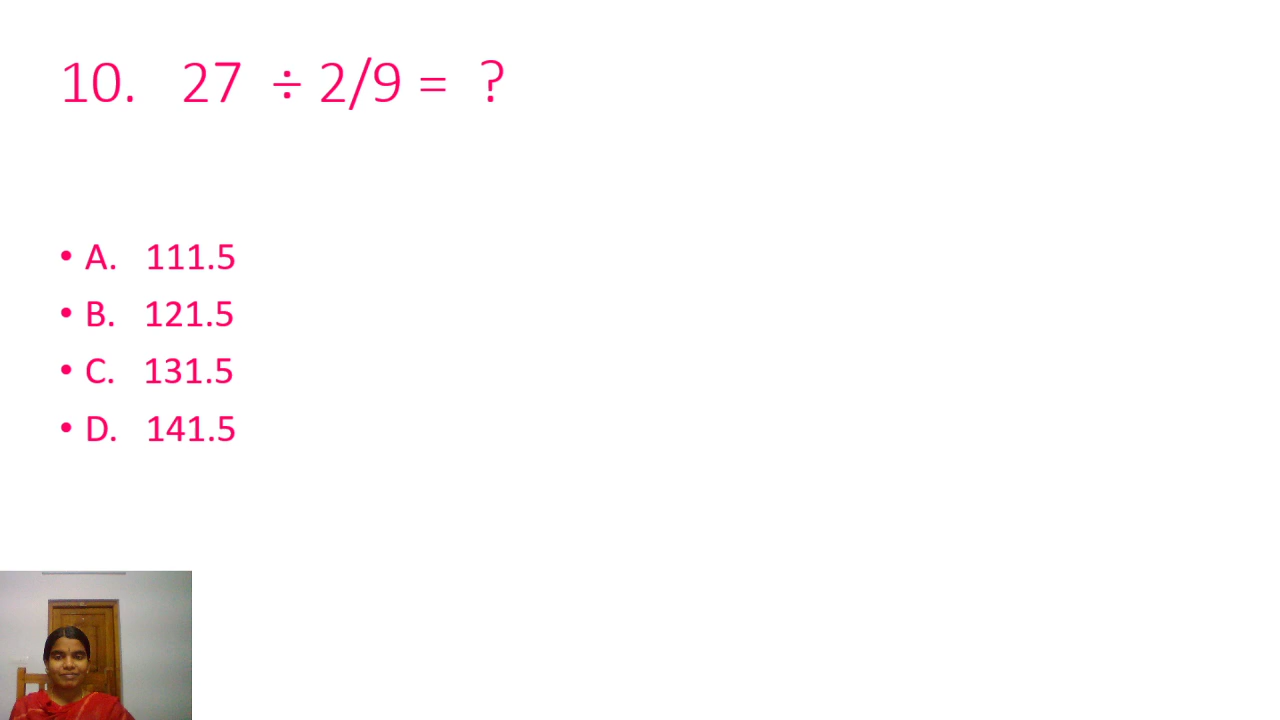 10. 27 ÷ 2/9 = ?
• A. 111.5
• B. 121.5
• C. 131.5
• D. 141.5